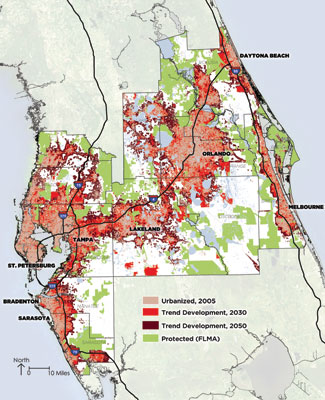 DAYTONA BEACH
ORLANDO
MELBOURNE
LAKELAND
TAMPA
ST. PETERSBURG
BRADENTON
SARASOTA
Urbanized, 2005
Trend Development, 2030
Trend Development, 2050
Protected (FLMA)
North
0 10 Miles